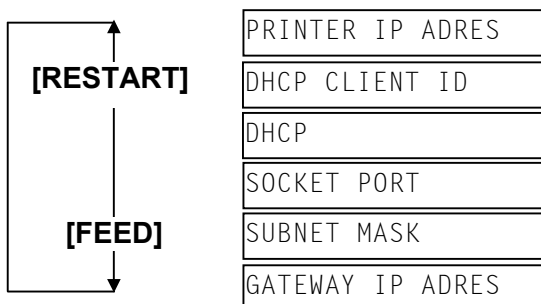 PRINTER IP ADRES
[RESTART]
DHCP CLIENT ID
DHCP
SOCKET PORT
[FEED]
SUBNET MASK
GATEWAY IP ADRES